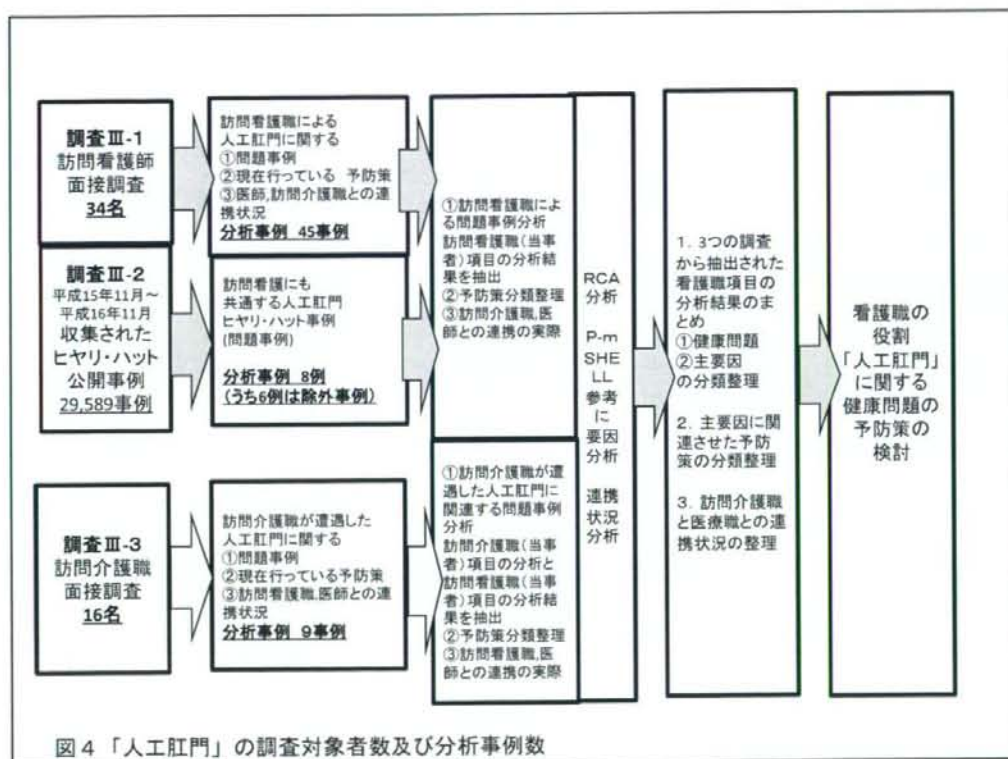 調査Ⅲ-1
訪問看護師
面接調査
34名
訪問看護職による
人工肛門に関する
①問題事例
②現在行っている 予防策
③医師,訪問介護職との連
携状況
分析事例 45事例
調査Ⅲ-2
平成15年11月~
平成16年11月
収集された
ヒヤリ・ハット
公開事例
29,589事例
訪問看護にも
共通する人工肛門
ヒヤリ・ハット事例
(問題事例)
分析事例 8例
(うち6例は除外事例)
調査Ⅲ-3
訪問介護職
面接調査
16名
訪問介護職が遭遇した
人工肛門に関する
①問題事例
②現在行っている予防策
③訪問看護職,医師との連
携状況
分析事例 9事例
①訪問看護職によ
る問題事例分析
訪問看護職(当事
者)項目の分析結
果を抽出
②予防策分類整理
③訪問介護職,医
師との連携の実際
①訪問介護職が遭
遇した人工肛門に
関連する問題事例
分析
訪問介護職(当事
者)項目の分析と
訪問看護職(当事
者)項目の分析結
果を抽出
②予防策分類整理
③訪問看護職,医
師との連携の実際
RCA
分析
P-m
SHE
LL
参考
に
要因
分析
連携
状況
分析
1. 3つの調査
から抽出された
看護職項目の
分析結果のま
とめ
①健康問題
②主要因
の分類整理
2. 主要因に関
連させた予防
策の分類整理
3. 訪問介護職
と医療職との連
携状況の整理
看護職の
役割
「人工肛門」
に関する
健康問題の
予防策の
検討
図4 「人工肛門」の調査対象者数及び分析事例数